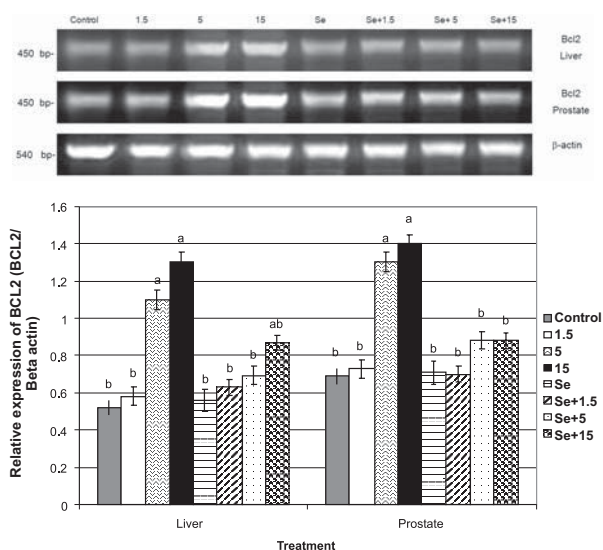 Control 1.5 5 15 Se Se+1.5 Se+ 5 Se+15
450 bp-
Bcl2
Liver
450 bp-
Bcl2
Prostate
540 bp-
β-actin
Relative expression of BCL2 (BCL2/
Beta actin)
1.6
1.4
1.2
1
0.8
0.6
0.4
0.2
0
b b a a b b b ab
b b a a b b b b
Liver Prostate
Treatment
Control
1.5
5
15
Se
Se+1.5
Se+5
Se+15